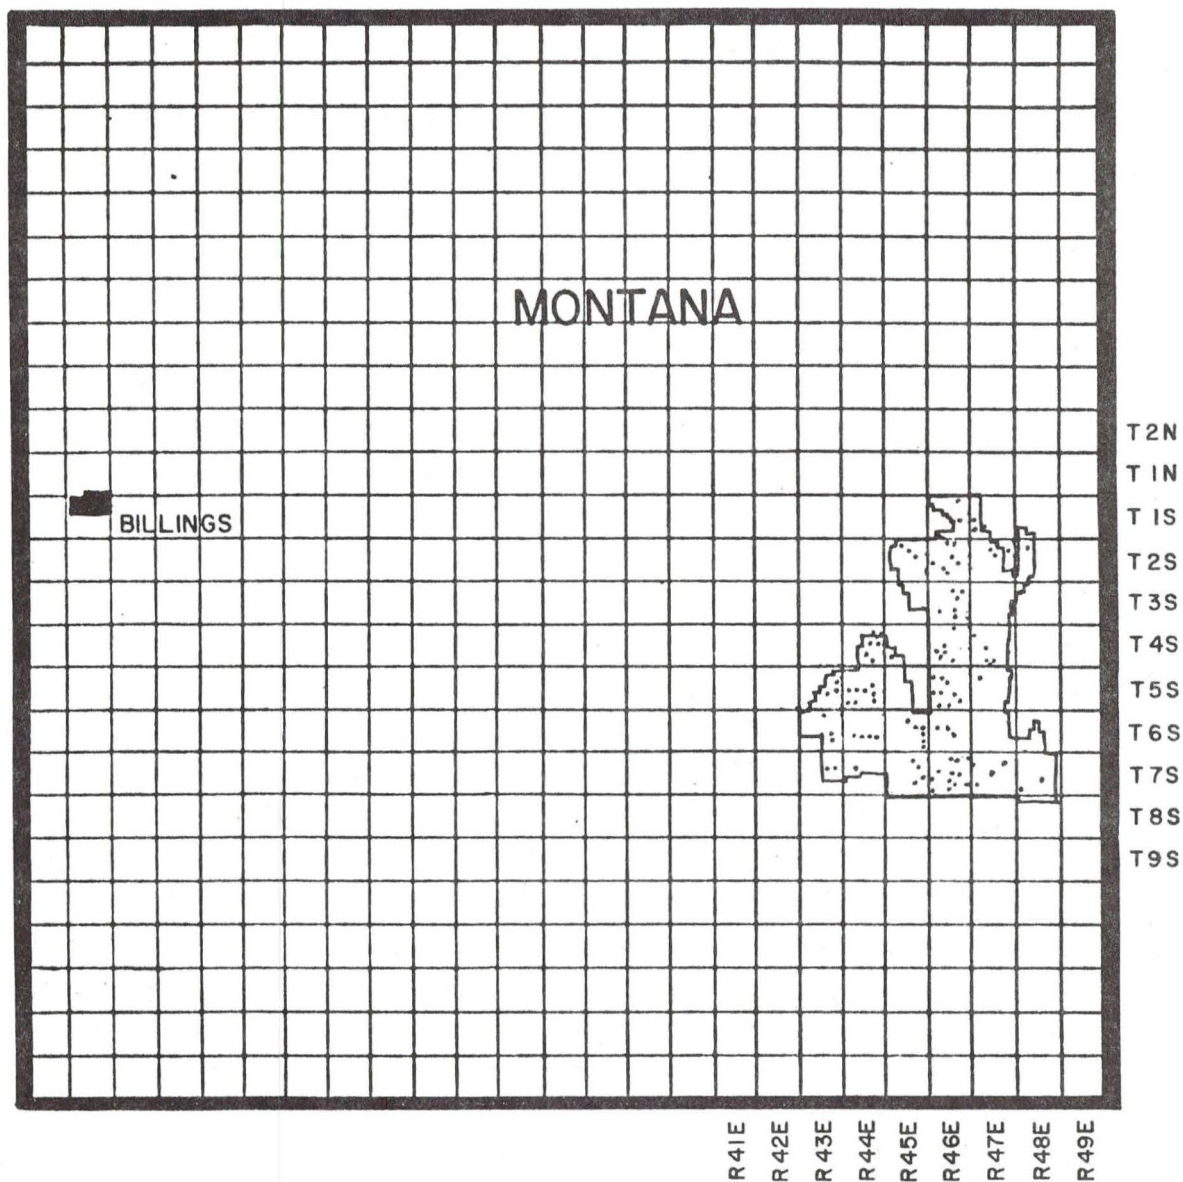 MONTANA
T2N
T1N
BILLINGS
T1S
T2S
T3S
T4S
T5S
T6S
T7S
T8S
T9S
R41E
R42E
R43E
R44E
R45E
R46E
R47E
R48E
R49E